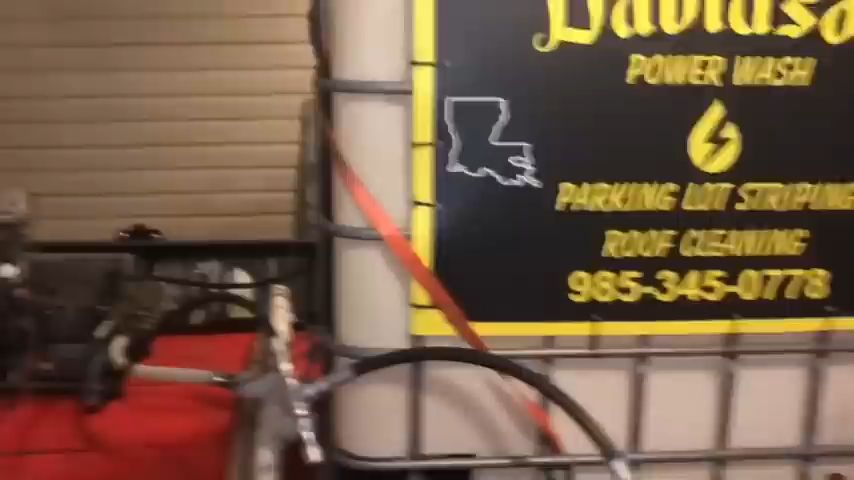 POWER WASH
PARKING LOT STRIPING
ROOF CLEANING
985-345-0778